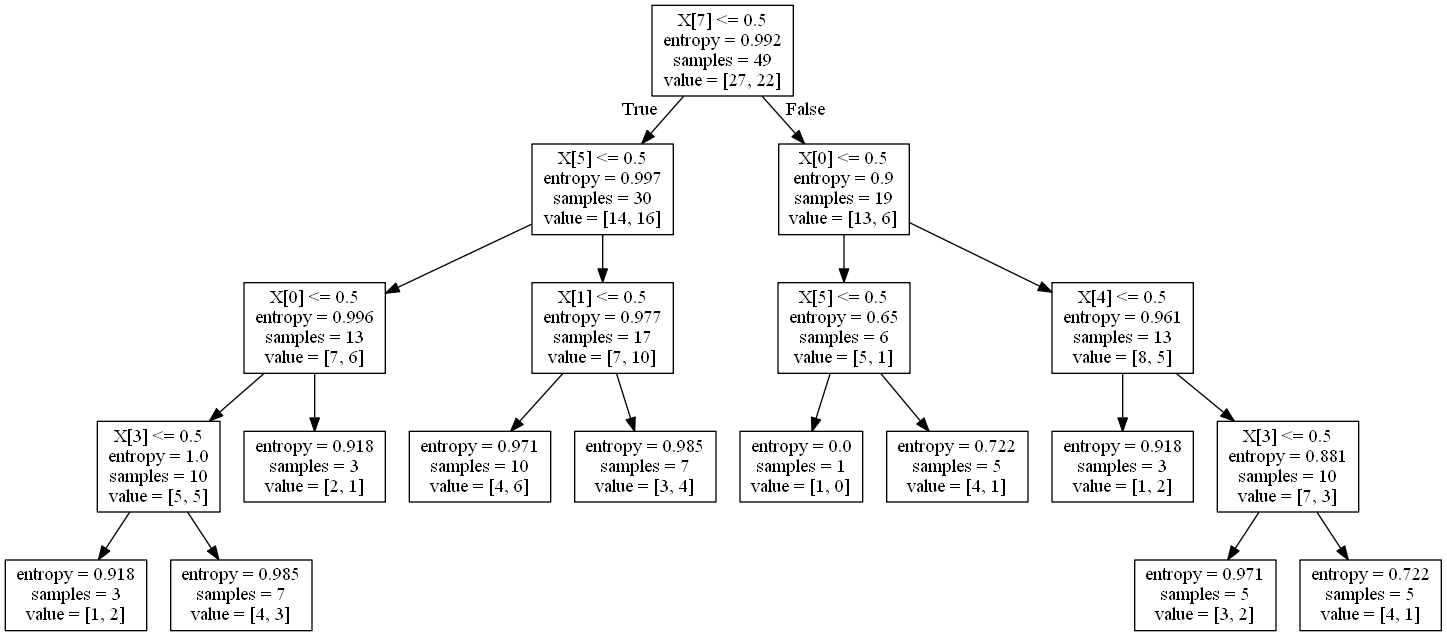 X[7] <= 0.5
entropy = 0.992
samples = 49
value = [27, 22]
True
False
X[5] <= 0.5
entropy = 0.997
samples = 30
value = [14, 16]
X[0] <= 0.5
entropy = 0.9
samples = 19
value = [13, 6]
X[0] <= 0.5
entropy = 0.996
samples = 13
value = [7, 6]
X[1] <= 0.5
entropy = 0.977
samples = 17
value = [7, 10]
X[5] <= 0.5
entropy = 0.65
samples = 6
value = [5, 1]
X[4] <= 0.5
entropy = 0.961
samples = 13
value = [8, 5]
X[3] <= 0.5
entropy = 1.0
samples = 10
value = [5, 5]
entropy = 0.918
samples = 3
value = [2, 1]
entropy = 0.971
samples = 10
value = [4, 6]
entropy = 0.985
samples = 7
value = [3, 4]
entropy = 0.0
samples = 1
value = [1, 0]
entropy = 0.722
samples = 5
value = [4, 1]
entropy = 0.918
samples = 3
value = [1, 2]
X[3] <= 0.5
entropy = 0.881
samples = 10
value = [7, 3]
entropy = 0.918
samples = 3
value = [1, 2]
entropy = 0.985
samples = 7
value = [4, 3]
entropy = 0.971
samples = 5
value = [3, 2]
entropy = 0.722
samples = 5
value = [4, 1]